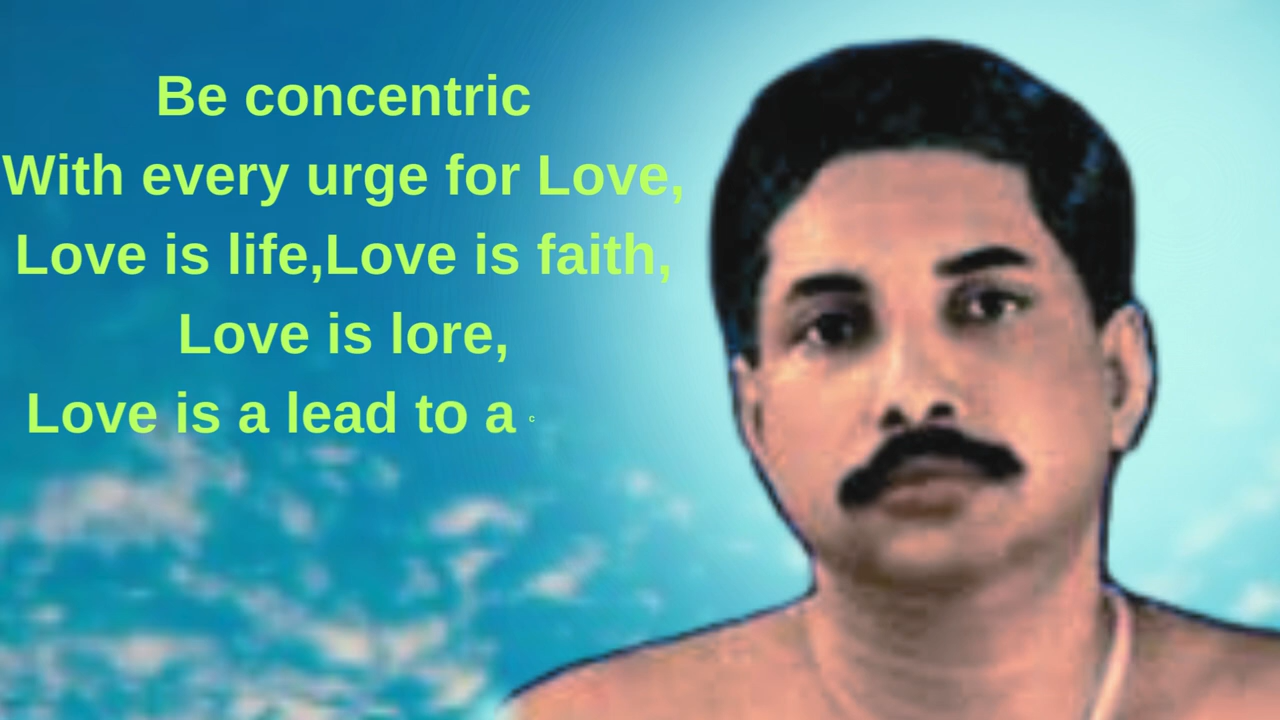 Be concentric
With every urge for Love,
Love is life,Love is faith,
Love is lore,
Love is a lead to a c